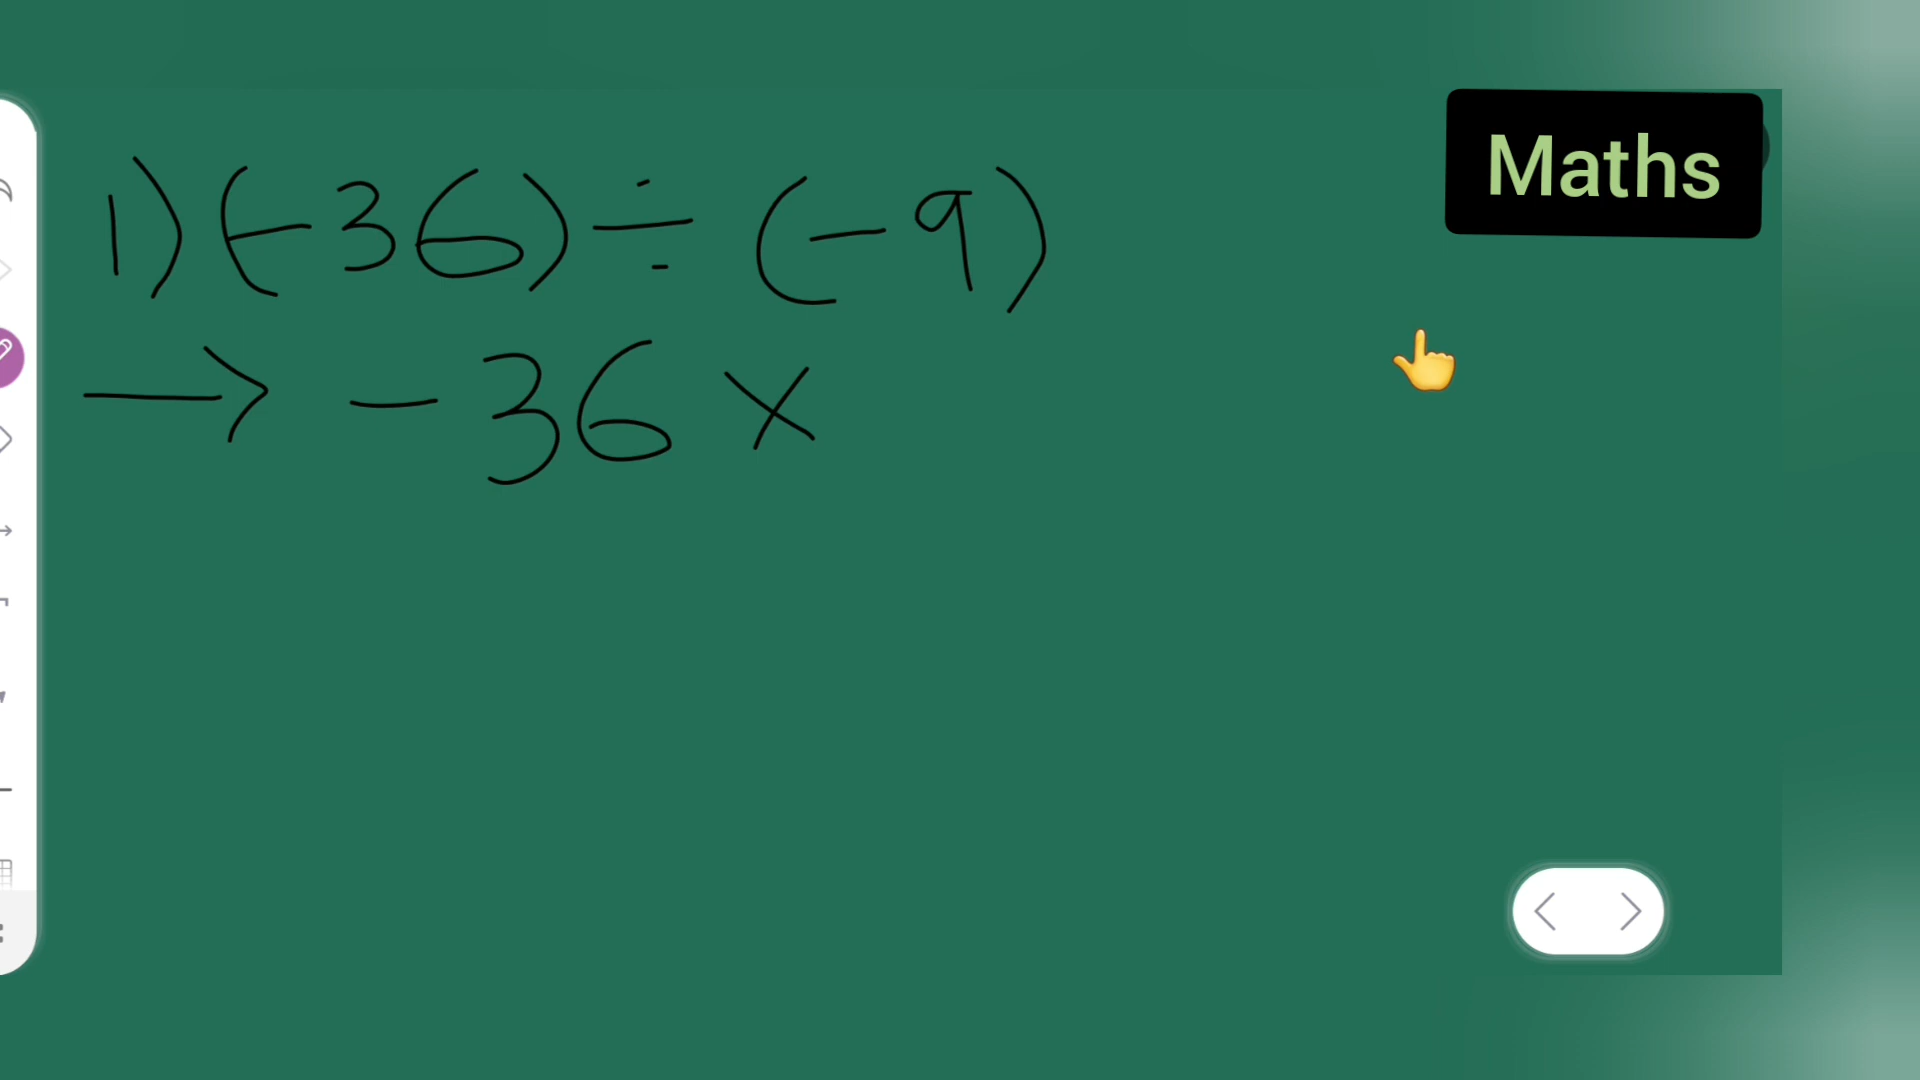 Maths
1) (-36) ÷ (-9)
→ - 36 ×